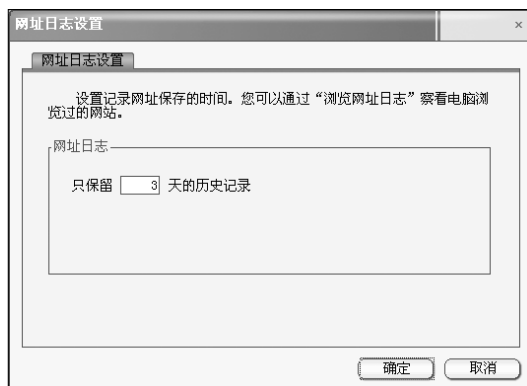 网址日志设置
网址日志设置
设置记录网址保存的时间。您可以通过“浏览网址日志”察看电脑浏
览过的网站。
网址日志
只保留 3 天的历史记录
确定 取消